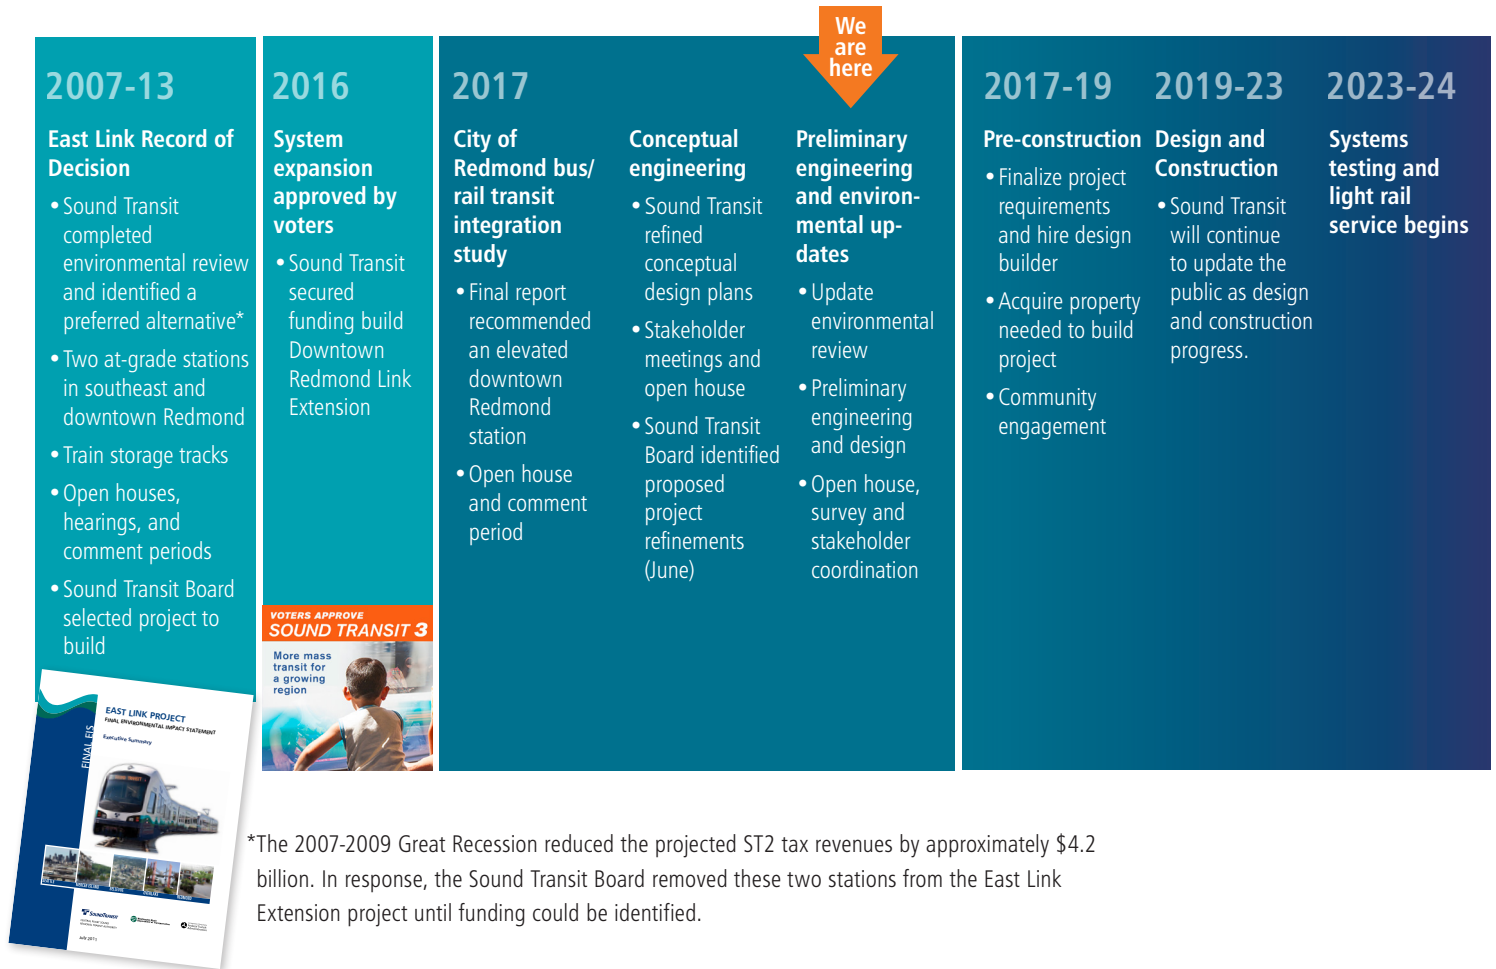 We
are
here
2007-13
East Link Record of
Decision
• Sound Transit
completed
environmental review
and identified a
preferred alternative*
• Two at-grade stations
in southeast and
downtown Redmond
• Train storage tracks
• Open houses,
hearings, and
comment periods
• Sound Transit Board
selected project to
build
2016
System
expansion
approved by
voters
• Sound Transit
secured
funding build
Downtown
Redmond Link
Extension
VOTERS APPROVE
SOUND TRANSIT 3
More mass
transit for
a growing
region
2017
City of
Redmond bus/
rail transit
integration
study
• Final report
recommended
an elevated
downtown
Redmond
station
• Open house
and comment
period
Conceptual
engineering
• Sound Transit
refined
conceptual
design plans
• Stakeholder
meetings and
open house
• Sound Transit
Board identified
proposed
project
refinements
(June)
Preliminary
engineering
and environ-
mental up-
dates
• Update
environmental
review
• Preliminary
engineering
and design
• Open house,
survey and
stakeholder
coordination
2017-19
Pre-construction
• Finalize project
requirements
and hire design
builder
• Acquire property
needed to build
project
• Community
engagement
2019-23
Design and
Construction
• Sound Transit
will continue
to update the
public as design
and construction
progress.
2023-24
Systems
testing and
light rail
service begins
EAST LINK PROJECT
FINAL ENVIRONMENTAL IMPACT STATEMENT
Executive Summary
FINAL EIS
SOUNDTRANSIT
July 2011
*The 2007-2009 Great Recession reduced the projected ST2 tax revenues by approximately $4.2
billion. In response, the Sound Transit Board removed these two stations from the East Link
Extension project until funding could be identified.